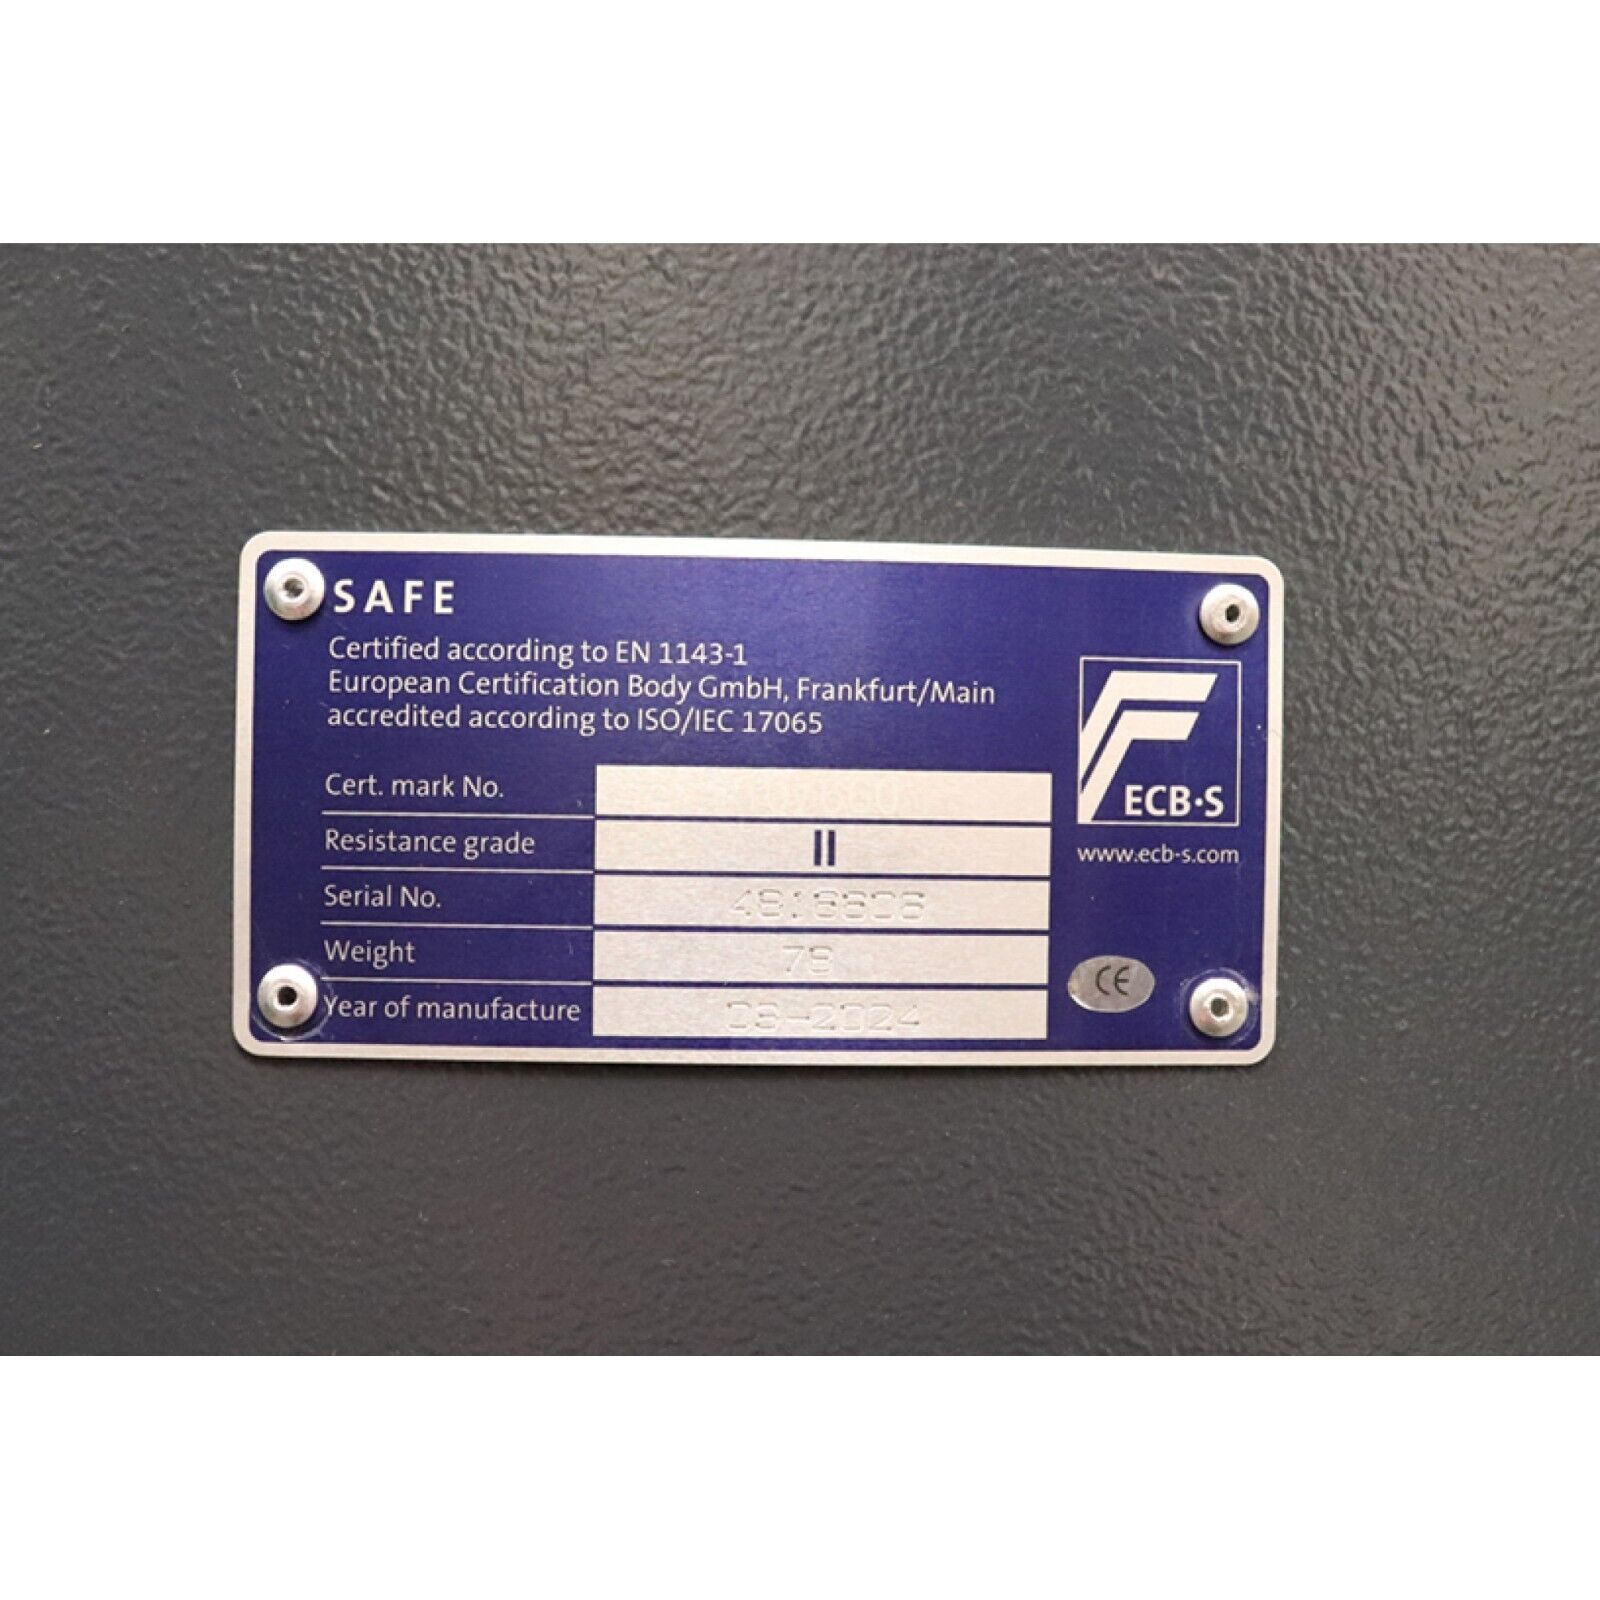 SAFE
Certified according to EN 1143-1
European Certification Body GmbH, Frankfurt/Main
accredited according to ISO/IEC 17065
Cert. mark No.
Resistance grade II
Serial No.
Weight
Year of manufacture
ECB·S
www.ecb-s.com
CE